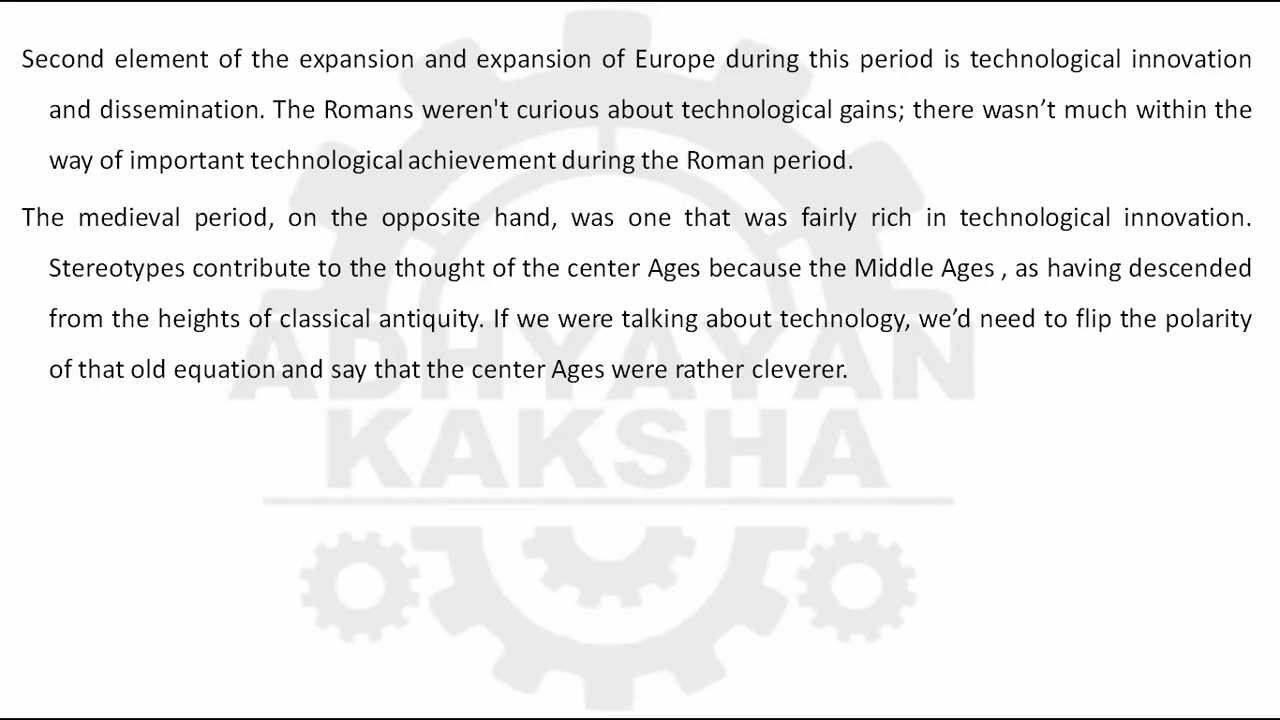 Second element of the expansion and expansion of Europe during this period is technological innovation
and dissemination. The Romans weren't curious about technological gains; there wasn’t much within the
way of important technological achievement during the Roman period.
The medieval period, on the opposite hand, was one that was fairly rich in technological innovation.
Stereotypes contribute to the thought of the center Ages because the Middle Ages , as having descended
from the heights of classical antiquity. If we were talking about technology, we’d need to flip the polarity
of that old equation and say that the center Ages were rather cleverer.
ADHYAYAN
KAKSHA